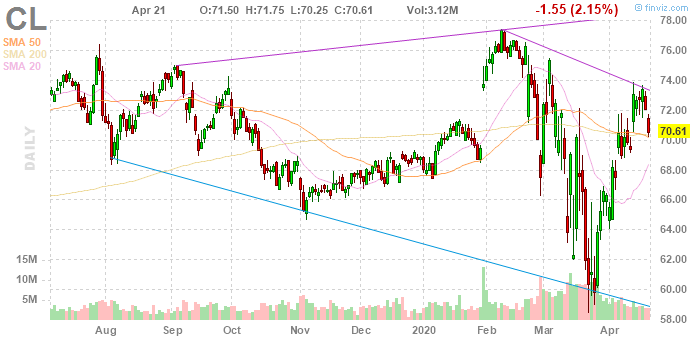 CL
Apr 21
O:71.50 H:71.75 L:70.25 C:70.61 Vol:3.12M
-1.55 (2.15%)
© finviz.com
SMA 50
SMA 200
SMA 20
DAILY
78.00
76.00
74.00
72.00
70.61
70.00
68.00
66.00
64.00
62.00
60.00
58.00
15M
10M
5M
Aug Sep Oct Nov Dec 2020 Feb Mar Apr